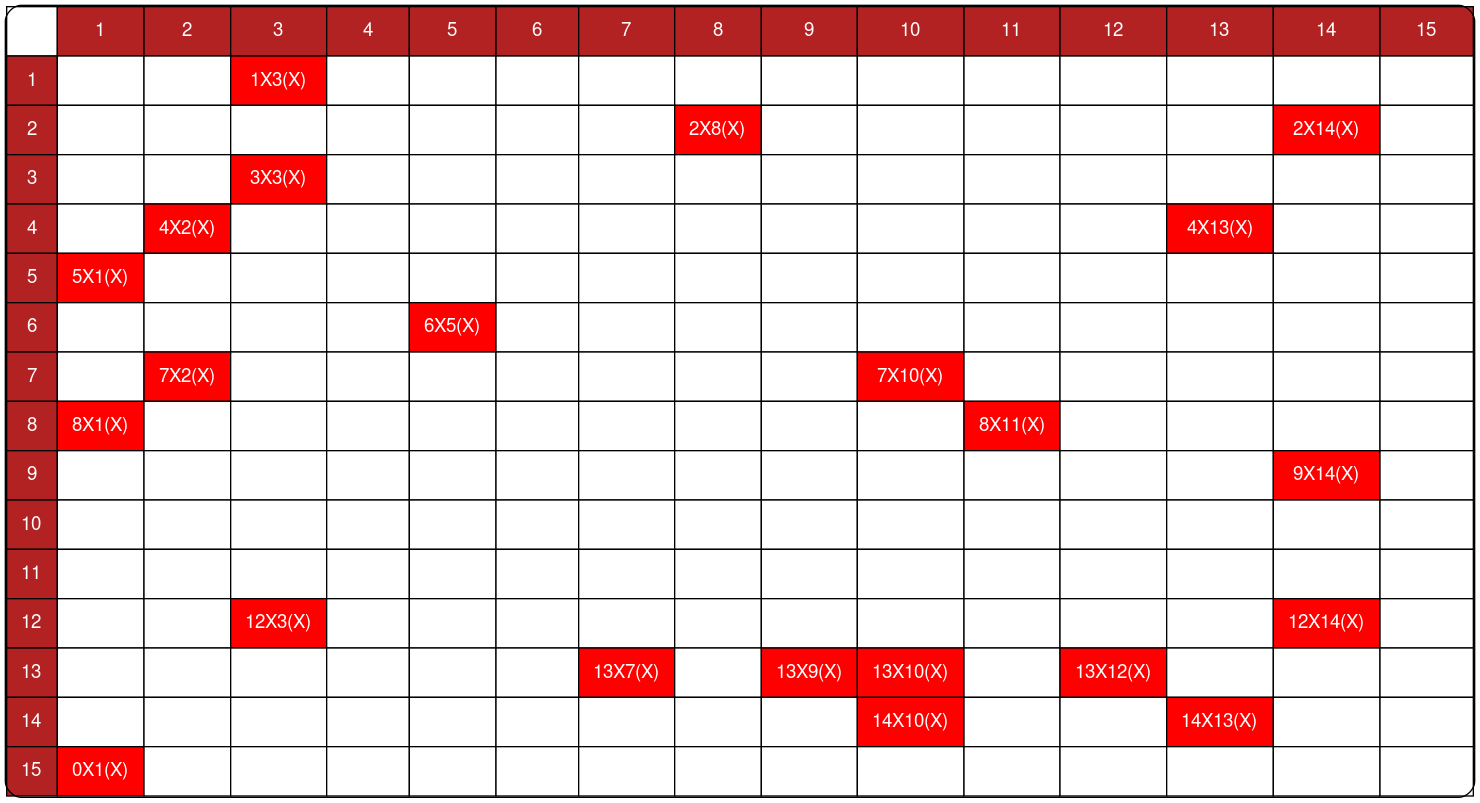 1 2 3 4 5 6 7 8 9 10 11 12 13 14 15
1 1X3(X)
2 2X8(X) 2X14(X)
3 3X3(X)
4 4X2(X) 4X13(X)
5 5X1(X)
6 6X5(X)
7 7X2(X) 7X10(X)
8 8X1(X) 8X11(X)
9 9X14(X)
10
11
12 12X3(X) 12X14(X)
13 13X7(X) 13X9(X) 13X10(X) 13X12(X)
14 14X10(X) 14X13(X)
15 0X1(X)